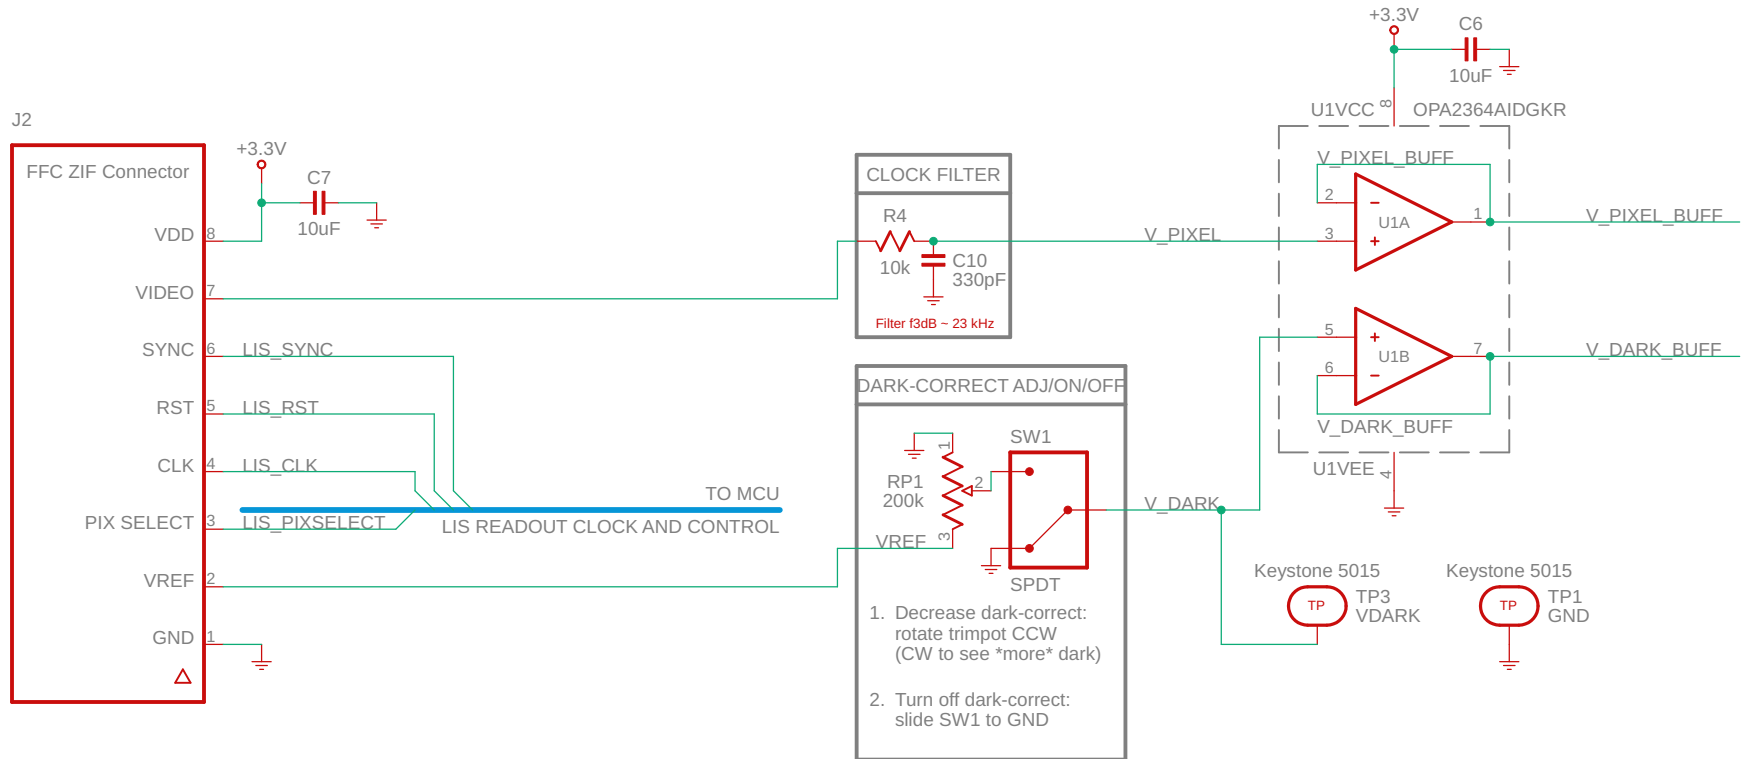 J2
FFC ZIF Connector
VDD
8
VIDEO
7
SYNC
6
LIS_SYNC
RST
5
LIS_RST
CLK
4
LIS_CLK
PIX SELECT
3
LIS_PIXSELECT
VREF
2
GND
1
+3.3V
C7
10uF
TO MCU
LIS READOUT CLOCK AND CONTROL
CLOCK FILTER
R4
10k
C10
330pF
Filter f3dB ~ 23 kHz
DARK-CORRECT ADJ/ON/OFF
RP1
200k
1
2
3
VREF
SW1
SPDT
1. Decrease dark-correct:
rotate trimpot CCW
(CW to see *more* dark)
2. Turn off dark-correct:
slide SW1 to GND
V_PIXEL
V_DARK
+3.3V
C6
10uF
U1VCC
8
OPA2364AIDGKR
V_PIXEL_BUFF
2
3
–
+
U1A
1
V_PIXEL_BUFF
5
6
+
–
U1B
7
V_DARK_BUFF
V_DARK_BUFF
U1VEE
4
Keystone 5015
TP
TP3
VDARK
Keystone 5015
TP
TP1
GND